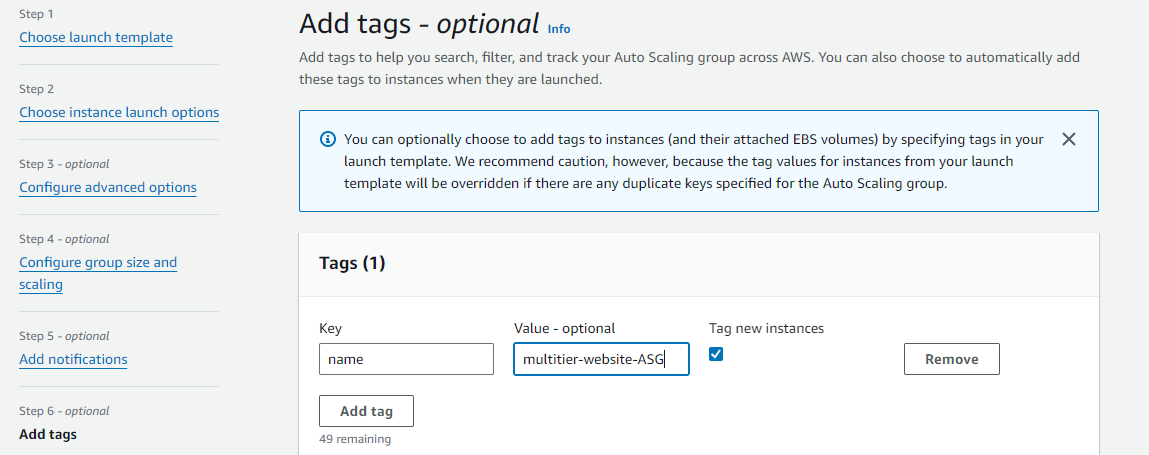 Step 1
Choose launch template
Step 2
Choose instance launch options
Step 3 - optional
Configure advanced options
Step 4 - optional
Configure group size and
scaling
Step 5 - optional
Add notifications
Step 6 - optional
Add tags
Add tags - optional Info
Add tags to help you search, filter, and track your Auto Scaling group across AWS. You can also choose to automatically add
these tags to instances when they are launched.
You can optionally choose to add tags to instances (and their attached EBS volumes) by specifying tags in your
launch template. We recommend caution, however, because the tag values for instances from your launch
template will be overridden if there are any duplicate keys specified for the Auto Scaling group.
Tags (1)
Key Value - optional Tag new instances
name multitier-website-ASG Remove
Add tag
49 remaining